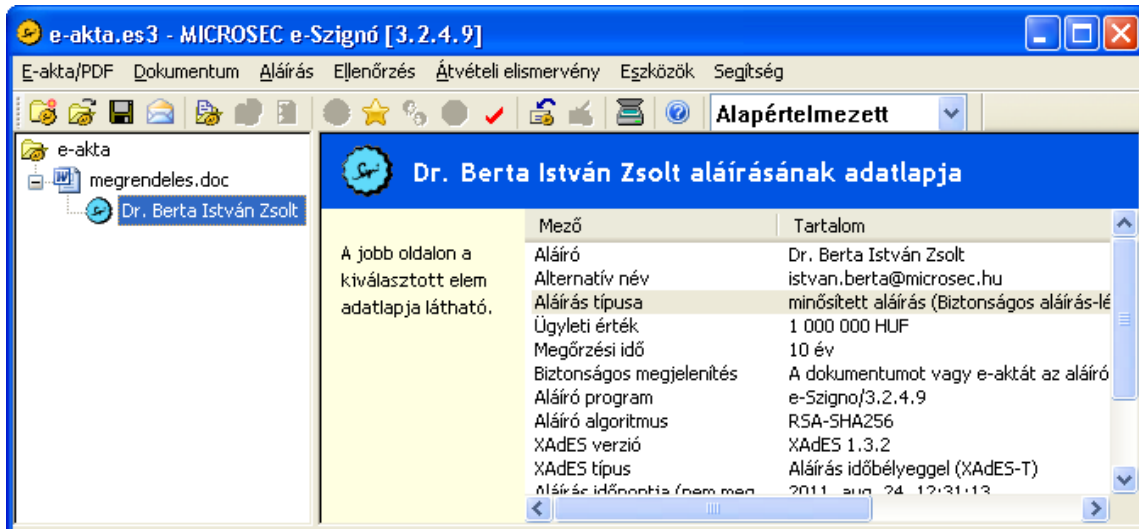 e-akta.es3 - MICROSEC e-Szignó [3.2.4.9]
E-akta/PDF Dokumentum Aláírás Ellenőrzés Átvételi elismervény Eszközök Segítség
Alapértelmezett
e-akta
megrendeles.doc
Dr. Berta István Zsolt
Dr. Berta István Zsolt aláírásának adatlapja
A jobb oldalon a
kiválasztott elem
adatlapja látható.
Mező Tartalom
Aláíró Dr. Berta István Zsolt
Alternatív név istvan.berta@microsec.hu
Aláírás típusa minősített aláírás (Biztonságos aláírás-lé
Ügyleti érték 1 000 000 HUF
Megőrzési idő 10 év
Biztonságos megjelenítés A dokumentumot vagy e-aktát az aláíró
Aláíró program e-Szigno/3.2.4.9
Aláíró algoritmus RSA-SHA256
XAdES verzió XAdES 1.3.2
XAdES típus Aláírás időbélyeggel (XAdES-T)
Aláírás időpontja (nem meg 2011. aug. 24. 12:31:13